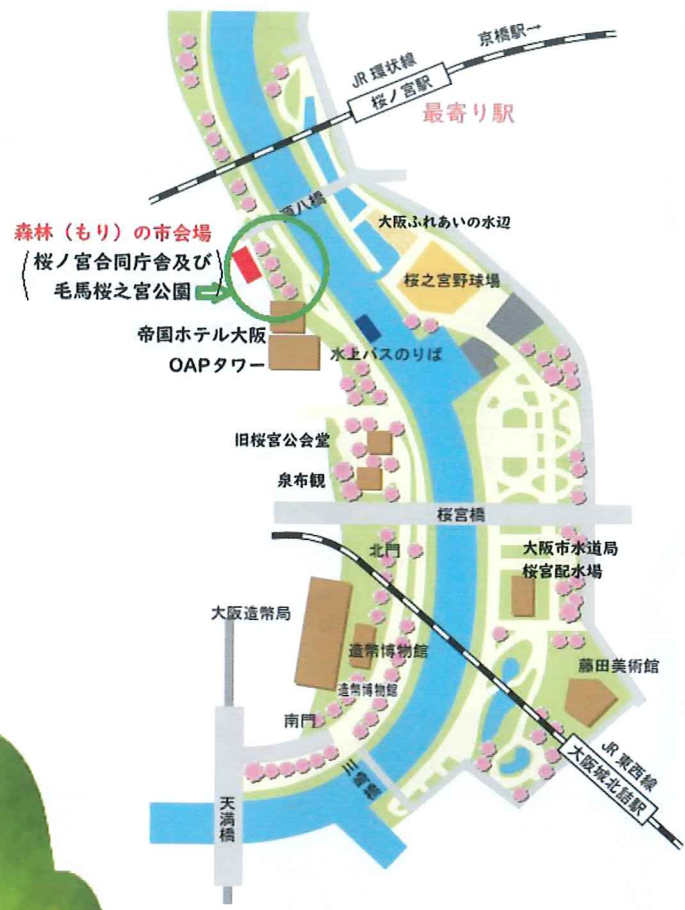 京橋駅→
JR 環状線
桜ノ宮駅
最寄り駅
源八橋
大阪ふれあいの水辺
森林（もり）の市会場
（桜ノ宮合同庁舎及び
毛馬桜之宮公園）
桜之宮野球場
帝国ホテル大阪
OAPタワー
水上バスのりば
旧桜宮公会堂
泉布観
桜宮橋
北門
大阪市水道局
桜宮配水場
大阪造幣局
造幣博物館
造幣博物館
藤田美術館
南門
JR 東西線
大阪城北詰駅
川崎橋
天満橋